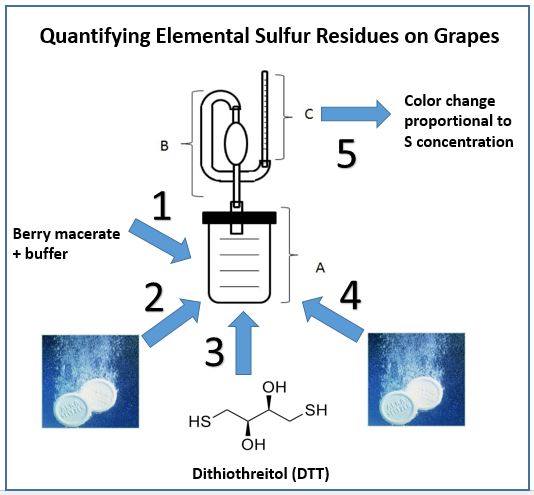 Quantifying Elemental Sulfur Residues on Grapes
B
C
5
Color change
proportional to
S concentration
1
Berry macerate
+ buffer
A
2
3
4
OH
HS
SH
OH
Dithiothreitol (DTT)